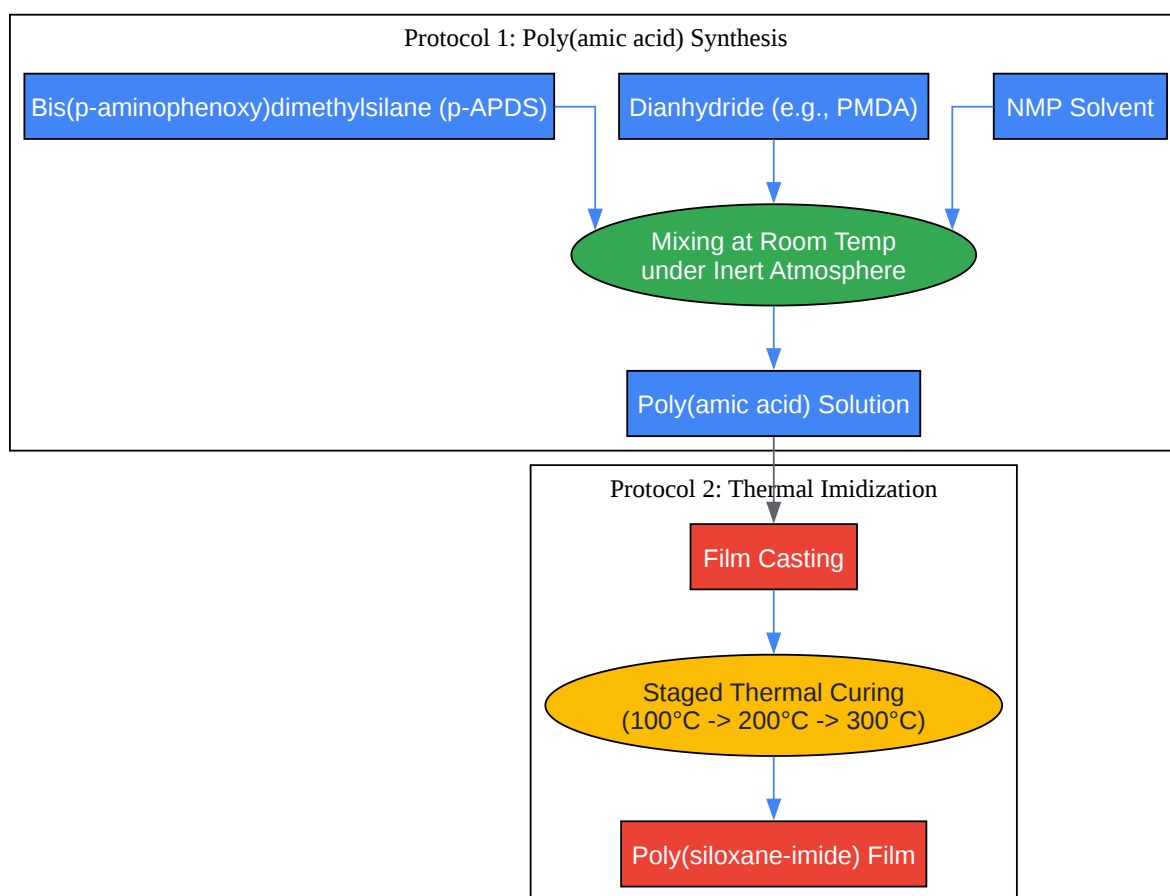 Protocol 1: Poly(amic acid) Synthesis
Bis(p-aminophenoxy)dimethylsilane (p-APDS)
Dianhydride (e.g., PMDA)
NMP Solvent
Mixing at Room Temp
under Inert Atmosphere
Poly(amic acid) Solution
Protocol 2: Thermal Imidization
Film Casting
Staged Thermal Curing
(100°C -> 200°C -> 300°C)
Poly(siloxane-imide) Film